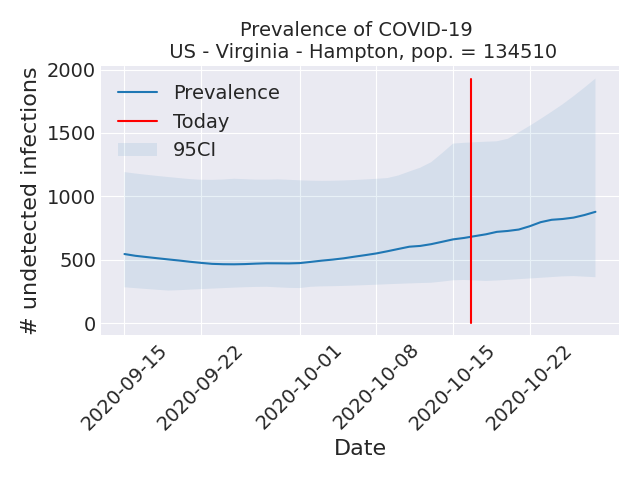 Prevalence of COVID-19
US - Virginia - Hampton, pop. = 134510
# undetected infections
2000
1500
1000
500
0
Prevalence
Today
95CI
2020-09-15
2020-09-22
2020-10-01
2020-10-08
2020-10-15
2020-10-22
Date